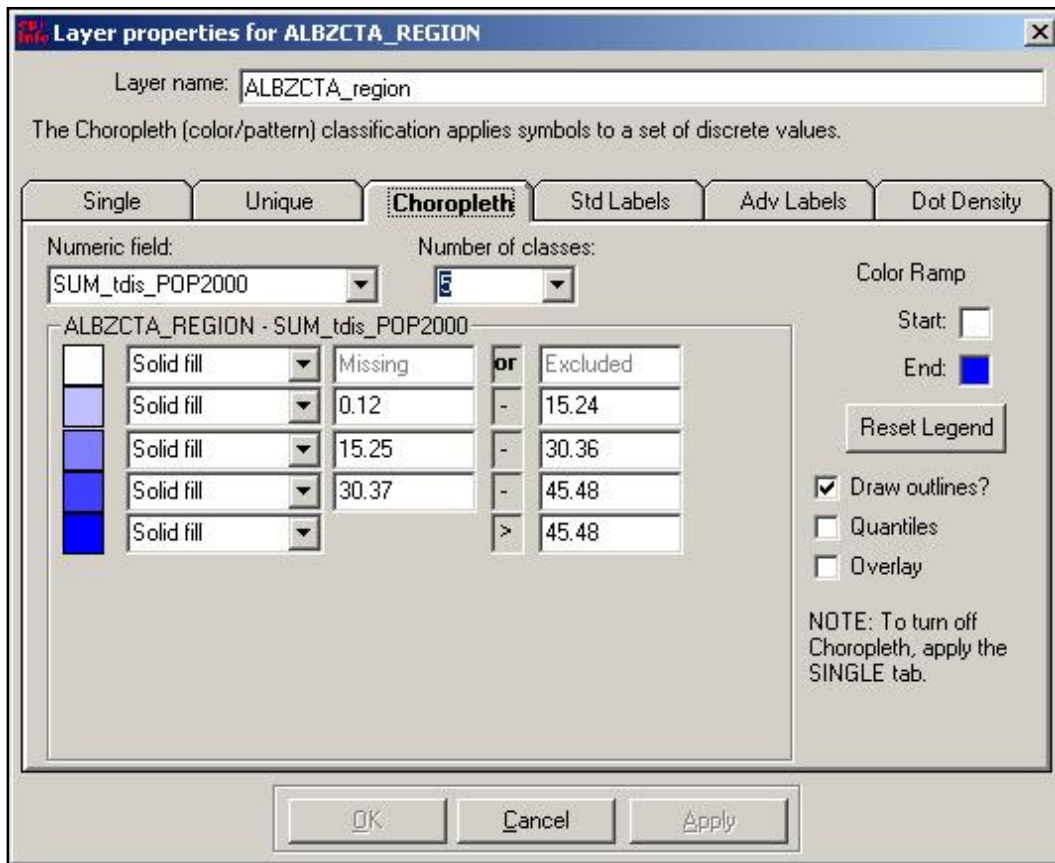 Epi Info Layer properties for ALBZCTA_REGION
Layer name: ALBZCTA_region
The Choropleth (color/pattern) classification applies symbols to a set of discrete values.
Single Unique Choropleth Std Labels Adv Labels Dot Density
Numeric field: Number of classes:
SUM_tdis_POP2000 5
Color Ramp
Start:
End:
Reset Legend
ALBZCTA_REGION - SUM_tdis_POP2000
Solid fill Missing or Excluded
Solid fill 0.12 - 15.24
Solid fill 15.25 - 30.36
Solid fill 30.37 - 45.48
Solid fill > 45.48
Draw outlines?
Quantiles
Overlay
NOTE: To turn off
Choropleth, apply the
SINGLE tab.
OK Cancel Apply